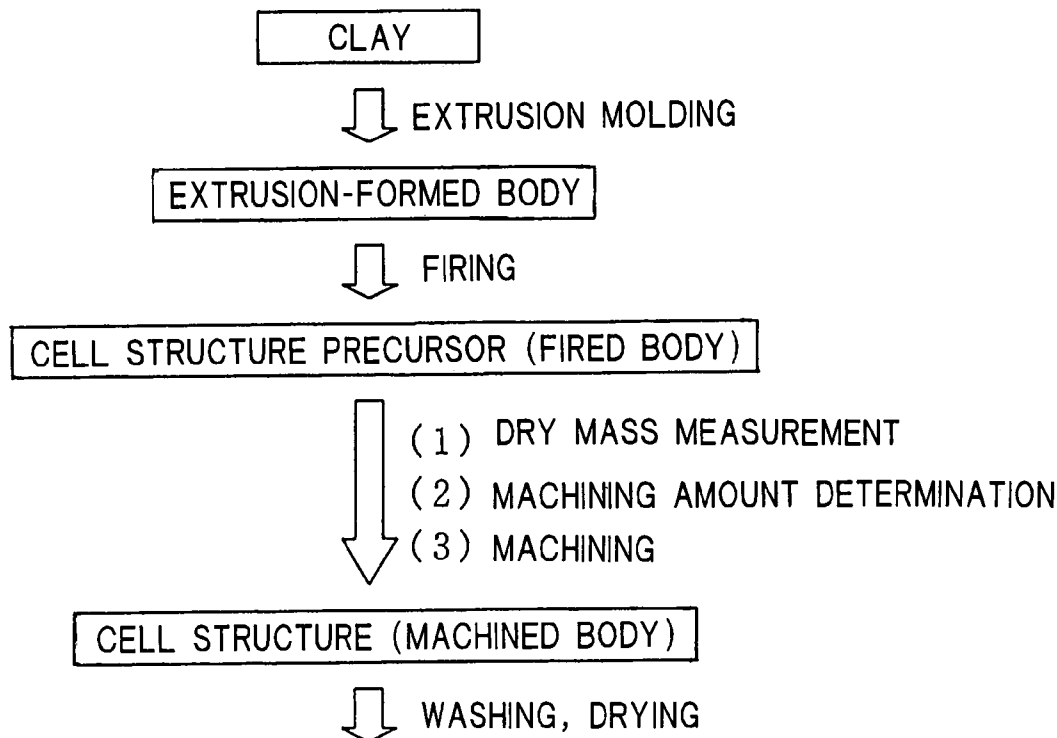 CLAY
EXTRUSION MOLDING
EXTRUSION-FORMED BODY
FIRING
CELL STRUCTURE PRECURSOR (FIRED BODY)
(1) DRY MASS MEASUREMENT
(2) MACHINING AMOUNT DETERMINATION
(3) MACHINING
CELL STRUCTURE (MACHINED BODY)
WASHING, DRYING